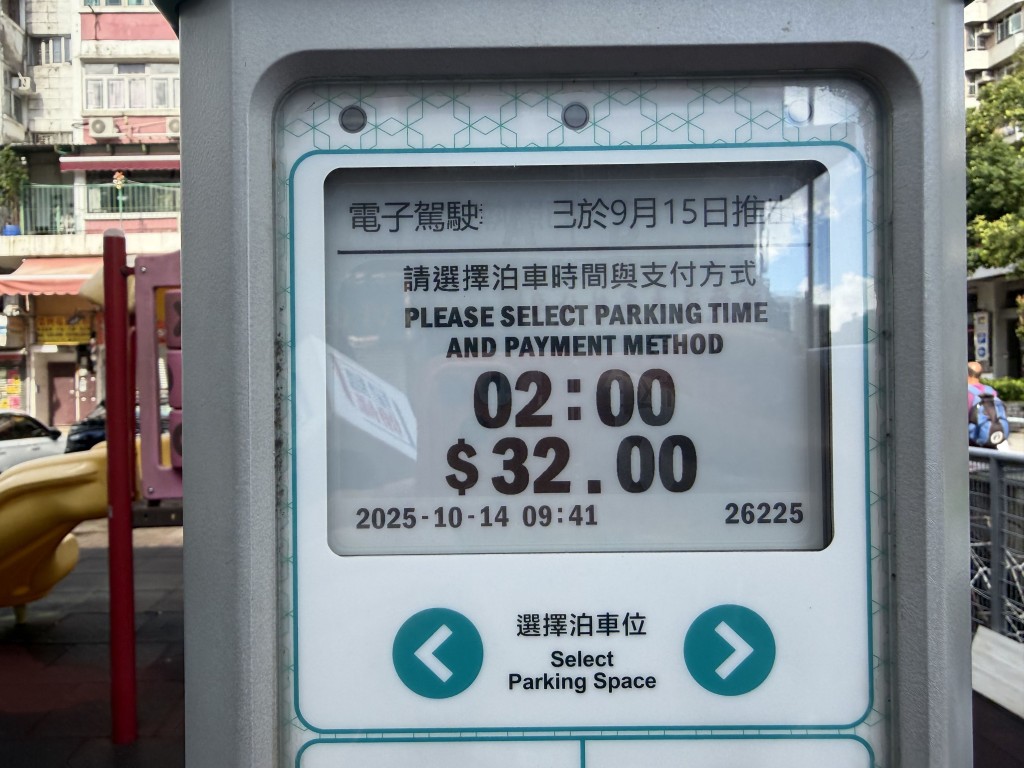 電子駕駛 已於9月15日推出
請選擇泊車時間與支付方式
PLEASE SELECT PARKING TIME
AND PAYMENT METHOD
02:00
$32.00
2025-10-14 09:41 26225
選擇泊車位
Select
Parking Space